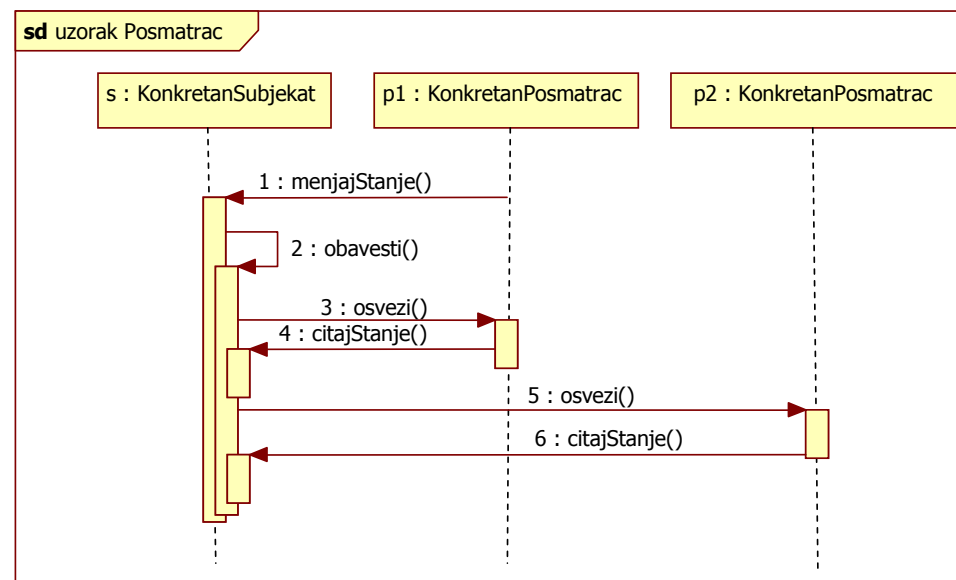 sd uzorak Posmatrac
s : KonkretanSubjekat
p1 : KonkretanPosmatrac
p2 : KonkretanPosmatrac
1 : menjajStanje()
2 : obavesti()
3 : osvezi()
4 : citajStanje()
5 : osvezi()
6 : citajStanje()